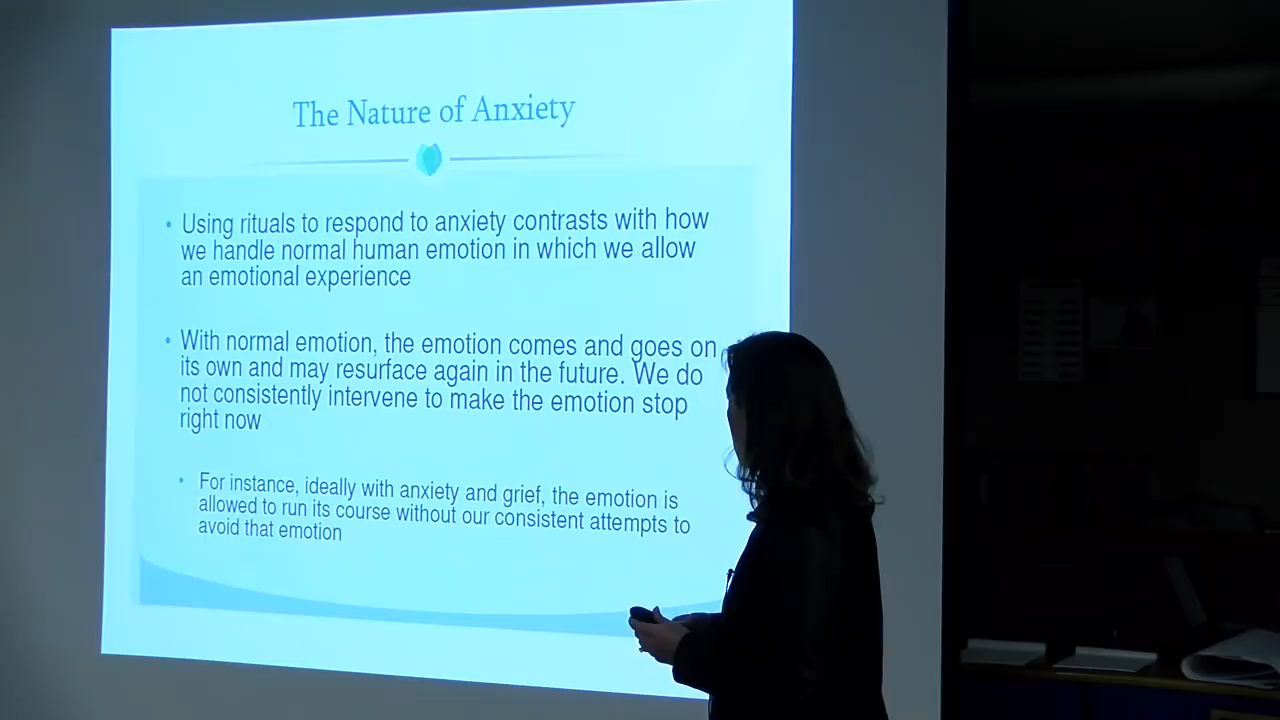 The Nature of Anxiety
• Using rituals to respond to anxiety contrasts with how
we handle normal human emotion in which we allow
an emotional experience
• With normal emotion, the emotion comes and goes on
its own and may resurface again in the future. We do
not consistently intervene to make the emotion stop
right now
• For instance, ideally with anxiety and grief, the emotion is
allowed to run its course without our consistent attempts to
avoid that emotion